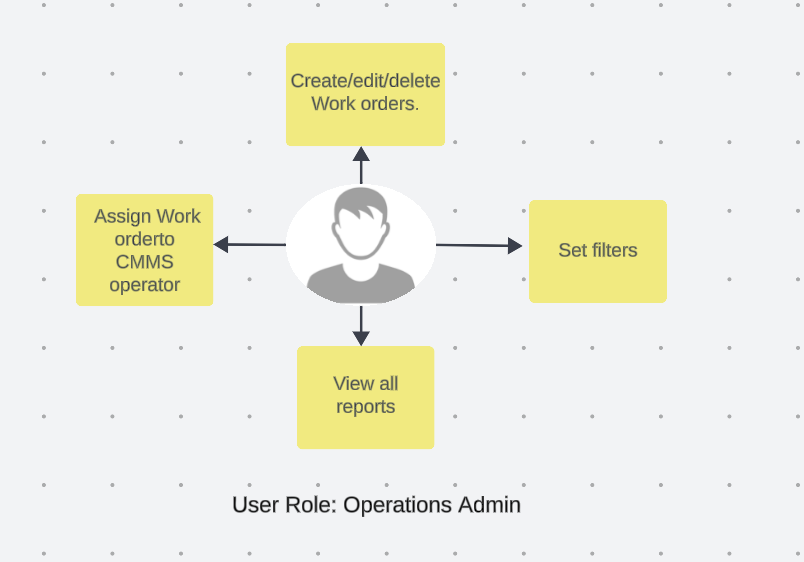 Create/edit/delete
Work orders.
Assign Work
orderto
CMMS
operator
Set filters
View all
reports
User Role: Operations Admin